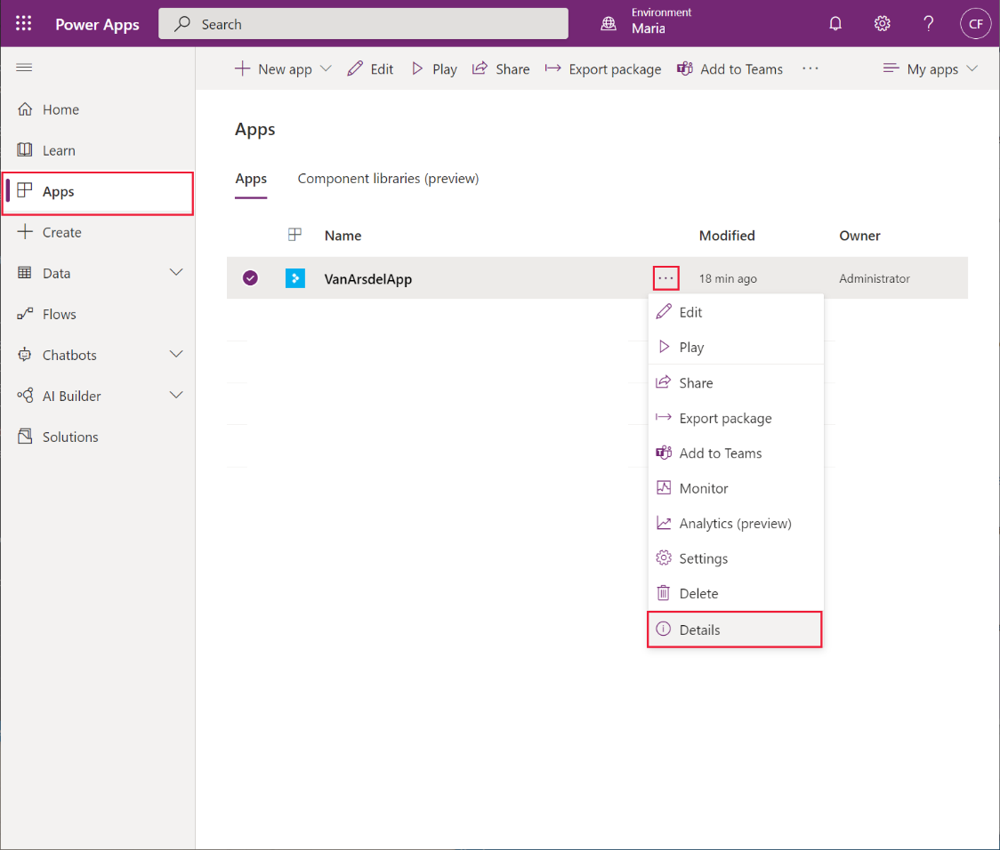 Power Apps
Search
Environment
Maria
CF
New app
Edit
Play
Share
Export package
Add to Teams
···
My apps
Home
Learn
Apps
Create
Data
Flows
Chatbots
AI Builder
Solutions
Apps
Apps
Component libraries (preview)
Name
Modified
Owner
VanArsdelApp
···
18 min ago
Administrator
Edit
Play
Share
Export package
Add to Teams
Monitor
Analytics (preview)
Settings
Delete
Details